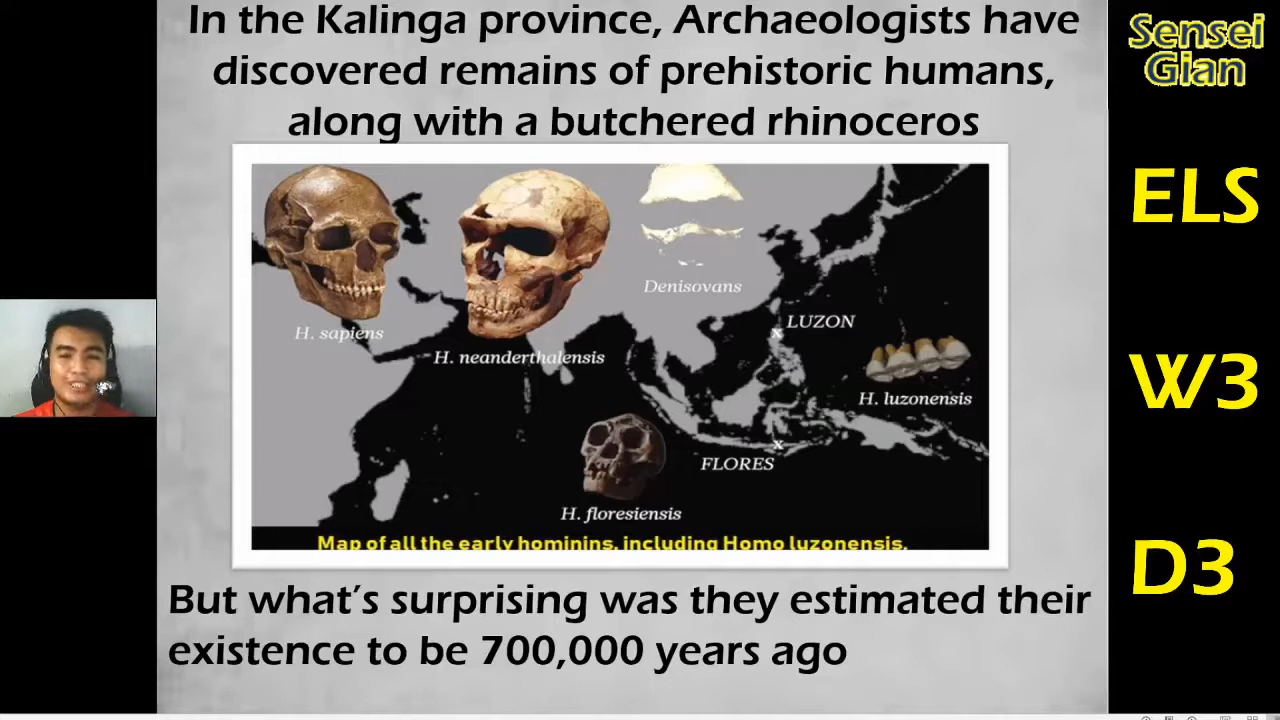 In the Kalinga province, Archaeologists have
discovered remains of prehistoric humans,
along with a butchered rhinoceros
Sensei
Gian
ELS
W3
D3
H. sapiens
H. neanderthalensis
Denisovans
LUZON
H. luzonensis
FLORES
H. floresiensis
Map of all the early hominins, including Homo luzonensis.
But what's surprising was they estimated their
existence to be 700,000 years ago